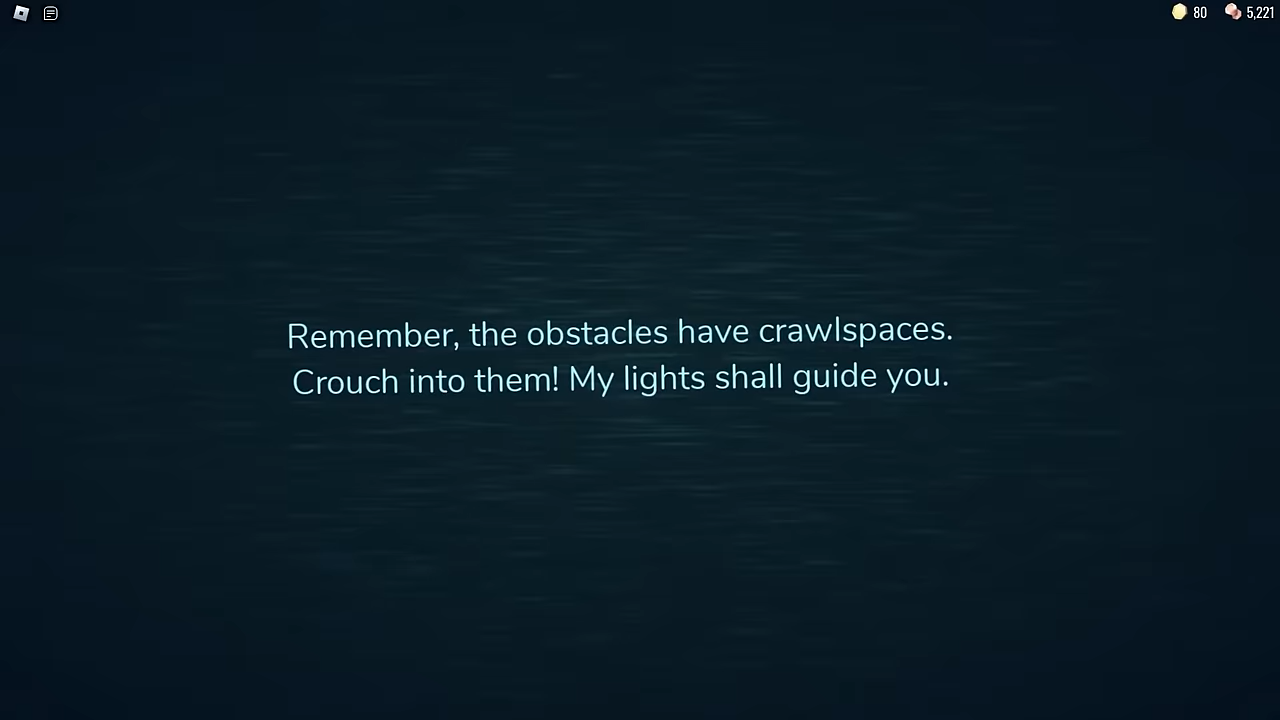 80 5,221
Remember, the obstacles have crawlspaces.
Crouch into them! My lights shall guide you.